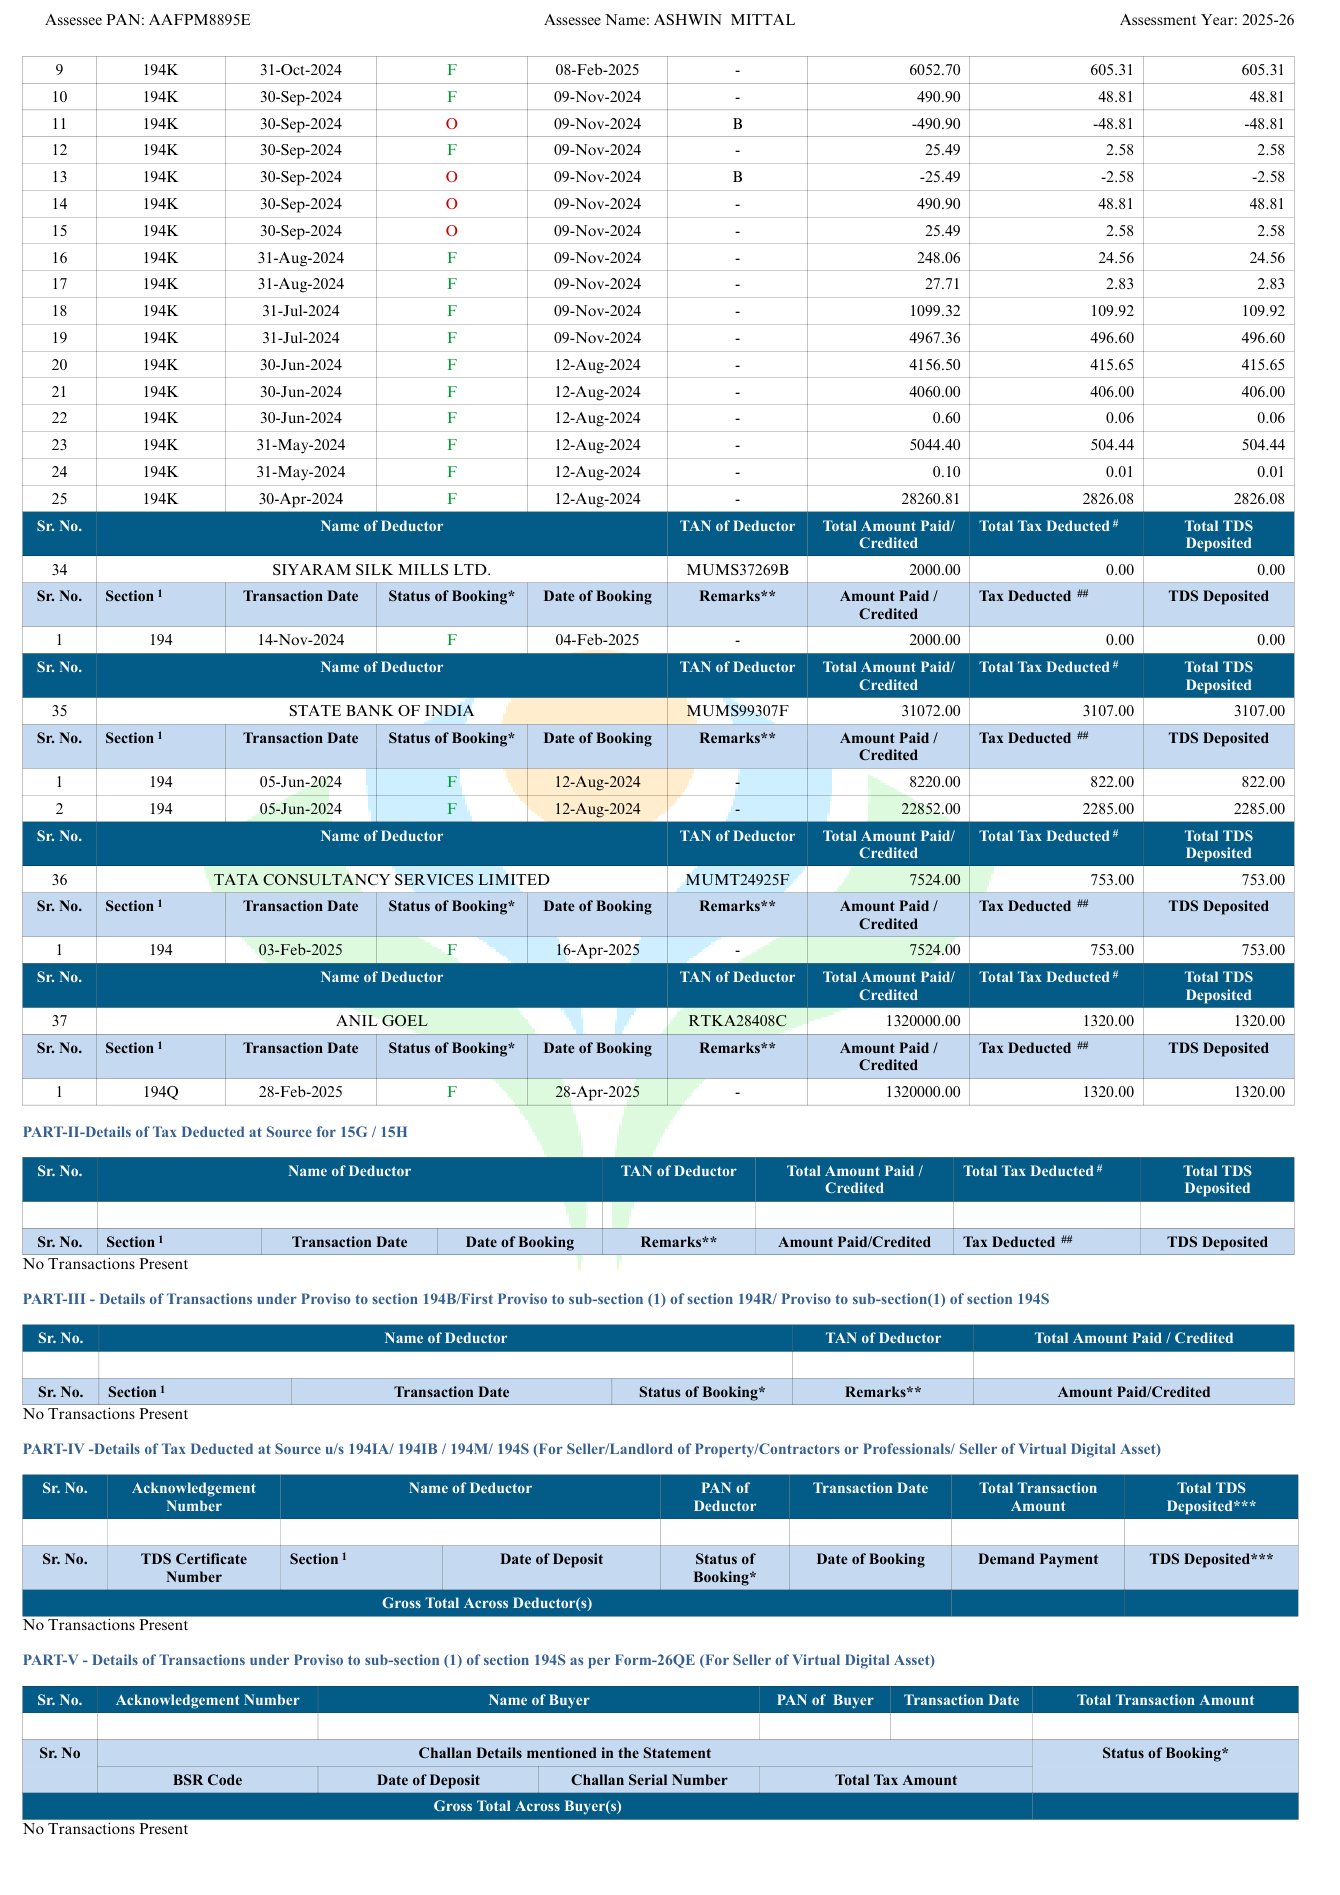 Assessee PAN: AAFPM8895E Assessee Name: ASHWIN MITTAL Assessment Year: 2025-26
9 194K 31-Oct-2024 F 08-Feb-2025 - 6052.70 605.31 605.31
10 194K 30-Sep-2024 F 09-Nov-2024 - 490.90 48.81 48.81
11 194K 30-Sep-2024 O 09-Nov-2024 B -490.90 -48.81 -48.81
12 194K 30-Sep-2024 F 09-Nov-2024 - 25.49 2.58 2.58
13 194K 30-Sep-2024 O 09-Nov-2024 B -25.49 -2.58 -2.58
14 194K 30-Sep-2024 O 09-Nov-2024 - 490.90 48.81 48.81
15 194K 30-Sep-2024 O 09-Nov-2024 - 25.49 2.58 2.58
16 194K 31-Aug-2024 F 09-Nov-2024 - 248.06 24.56 24.56
17 194K 31-Aug-2024 F 09-Nov-2024 - 27.71 2.83 2.83
18 194K 31-Jul-2024 F 09-Nov-2024 - 1099.32 109.92 109.92
19 194K 31-Jul-2024 F 09-Nov-2024 - 4967.36 496.60 496.60
20 194K 30-Jun-2024 F 12-Aug-2024 - 4156.50 415.65 415.65
21 194K 30-Jun-2024 F 12-Aug-2024 - 4060.00 406.00 406.00
22 194K 30-Jun-2024 F 12-Aug-2024 - 0.60 0.06 0.06
23 194K 31-May-2024 F 12-Aug-2024 - 5044.40 504.44 504.44
24 194K 31-May-2024 F 12-Aug-2024 - 0.10 0.01 0.01
25 194K 30-Apr-2024 F 12-Aug-2024 - 28260.81 2826.08 2826.08
Sr. No. Name of Deductor TAN of Deductor Total Amount Paid/ Total Tax Deducted # Total TDS
Credited Deposited
34 SIYARAM SILK MILLS LTD. MUMS37269B 2000.00 0.00 0.00
Sr. No. Section 1 Transaction Date Status of Booking* Date of Booking Remarks** Amount Paid / Tax Deducted ## TDS Deposited
Credited
1 194 14-Nov-2024 F 04-Feb-2025 - 2000.00 0.00 0.00
Sr. No. Name of Deductor TAN of Deductor Total Amount Paid/ Total Tax Deducted # Total TDS
Credited Deposited
35 STATE BANK OF INDIA MUMS99307F 31072.00 3107.00 3107.00
Sr. No. Section 1 Transaction Date Status of Booking* Date of Booking Remarks** Amount Paid / Tax Deducted ## TDS Deposited
Credited
1 194 05-Jun-2024 F 12-Aug-2024 - 8220.00 822.00 822.00
2 194 05-Jun-2024 F 12-Aug-2024 - 22852.00 2285.00 2285.00
Sr. No. Name of Deductor TAN of Deductor Total Amount Paid/ Total Tax Deducted # Total TDS
Credited Deposited
36 TATA CONSULTANCY SERVICES LIMITED MUMT24925F 7524.00 753.00 753.00
Sr. No. Section 1 Transaction Date Status of Booking* Date of Booking Remarks** Amount Paid / Tax Deducted ## TDS Deposited
Credited
1 194 03-Feb-2025 F 16-Apr-2025 - 7524.00 753.00 753.00
Sr. No. Name of Deductor TAN of Deductor Total Amount Paid/ Total Tax Deducted # Total TDS
Credited Deposited
37 ANIL GOEL RTKA28408C 1320000.00 1320.00 1320.00
Sr. No. Section 1 Transaction Date Status of Booking* Date of Booking Remarks** Amount Paid / Tax Deducted ## TDS Deposited
Credited
1 194Q 28-Feb-2025 F 28-Apr-2025 - 1320000.00 1320.00 1320.00
PART-II-Details of Tax Deducted at Source for 15G / 15H
Sr. No. Name of Deductor TAN of Deductor Total Amount Paid / Total Tax Deducted # Total TDS
Credited Deposited
Sr. No. Section 1 Transaction Date Date of Booking Remarks** Amount Paid/Credited Tax Deducted ## TDS Deposited
No Transactions Present
PART-III - Details of Transactions under Proviso to section 194B/First Proviso to sub-section (1) of section 194R/ Proviso to sub-section(1) of section 194S
Sr. No. Name of Deductor TAN of Deductor Total Amount Paid / Credited
Sr. No. Section 1 Transaction Date Status of Booking* Remarks** Amount Paid/Credited
No Transactions Present
PART-IV -Details of Tax Deducted at Source u/s 194IA/ 194IB / 194M/ 194S (For Seller/Landlord of Property/Contractors or Professionals/ Seller of Virtual Digital Asset)
Sr. No. Acknowledgement Name of Deductor PAN of Transaction Date Total Transaction Total TDS
Number Deductor Amount Deposited***
Sr. No. TDS Certificate Section 1 Date of Deposit Status of Date of Booking Demand Payment TDS Deposited***
Number Booking*
Gross Total Across Deductor(s)
No Transactions Present
PART-V - Details of Transactions under Proviso to sub-section (1) of section 194S as per Form-26QE (For Seller of Virtual Digital Asset)
Sr. No. Acknowledgement Number Name of Buyer PAN of Buyer Transaction Date Total Transaction Amount
Sr. No Challan Details mentioned in the Statement Status of Booking*
BSR Code Date of Deposit Challan Serial Number Total Tax Amount
Gross Total Across Buyer(s)
No Transactions Present